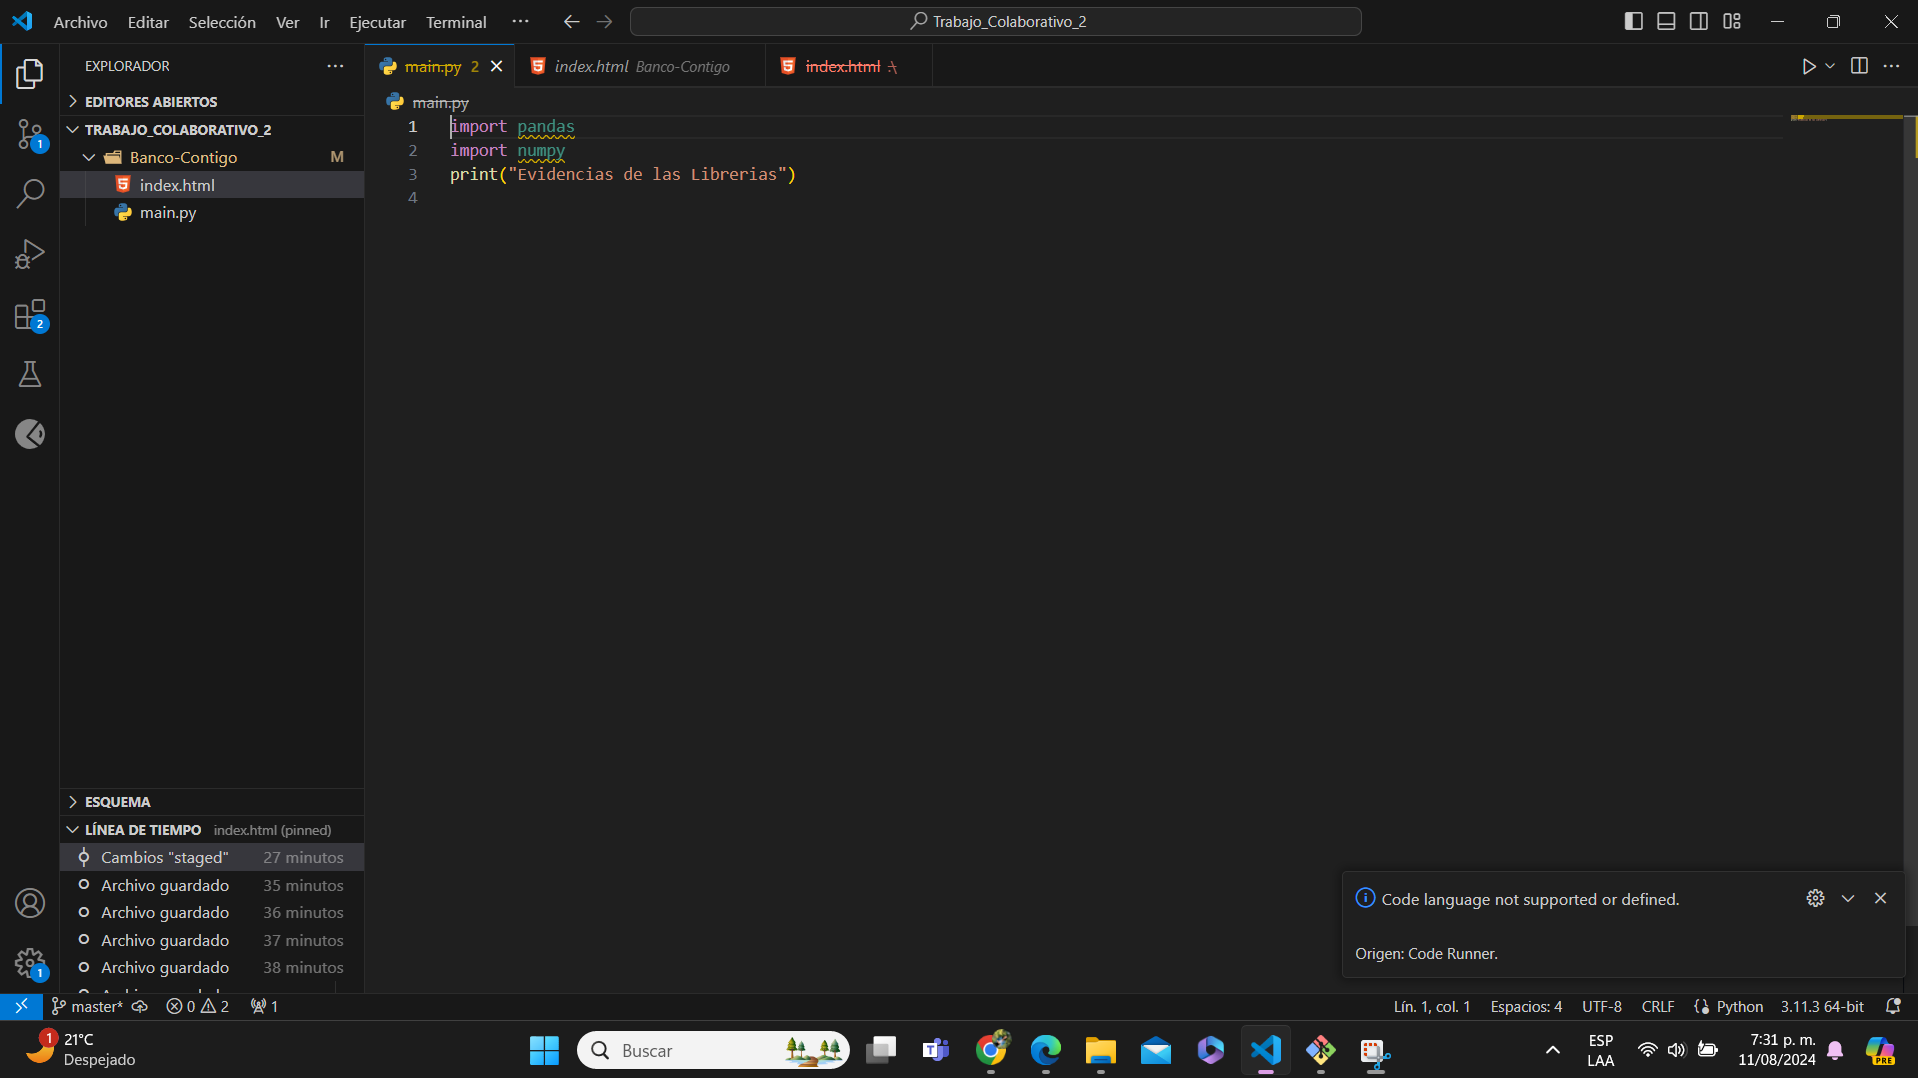 Archivo Editar Selección Ver Ir Ejecutar Terminal ··· Trabajo_Colaborativo_2
EXPLORADOR
EDITORES ABIERTOS
TRABAJO_COLABORATIVO_2
Banco-Contigo M
index.html
main.py
main.py 2 index.html Banco-Contigo index.html .\
main.py
1 import pandas
2 import numpy
3 print("Evidencias de las Librerias")
4
ESQUEMA
LÍNEA DE TIEMPO index.html (pinned)
Cambios "staged" 27 minutos
Archivo guardado 35 minutos
Archivo guardado 36 minutos
Archivo guardado 37 minutos
Archivo guardado 38 minutos
1
2
1
Code language not supported or defined.
Origen: Code Runner.
master* 0 2 1 Lín. 1, col. 1 Espacios: 4 UTF-8 CRLF Python 3.11.3 64-bit
1
21°C
Despejado
Buscar
ESP
LAA
7:31 p. m.
11/08/2024
PRE